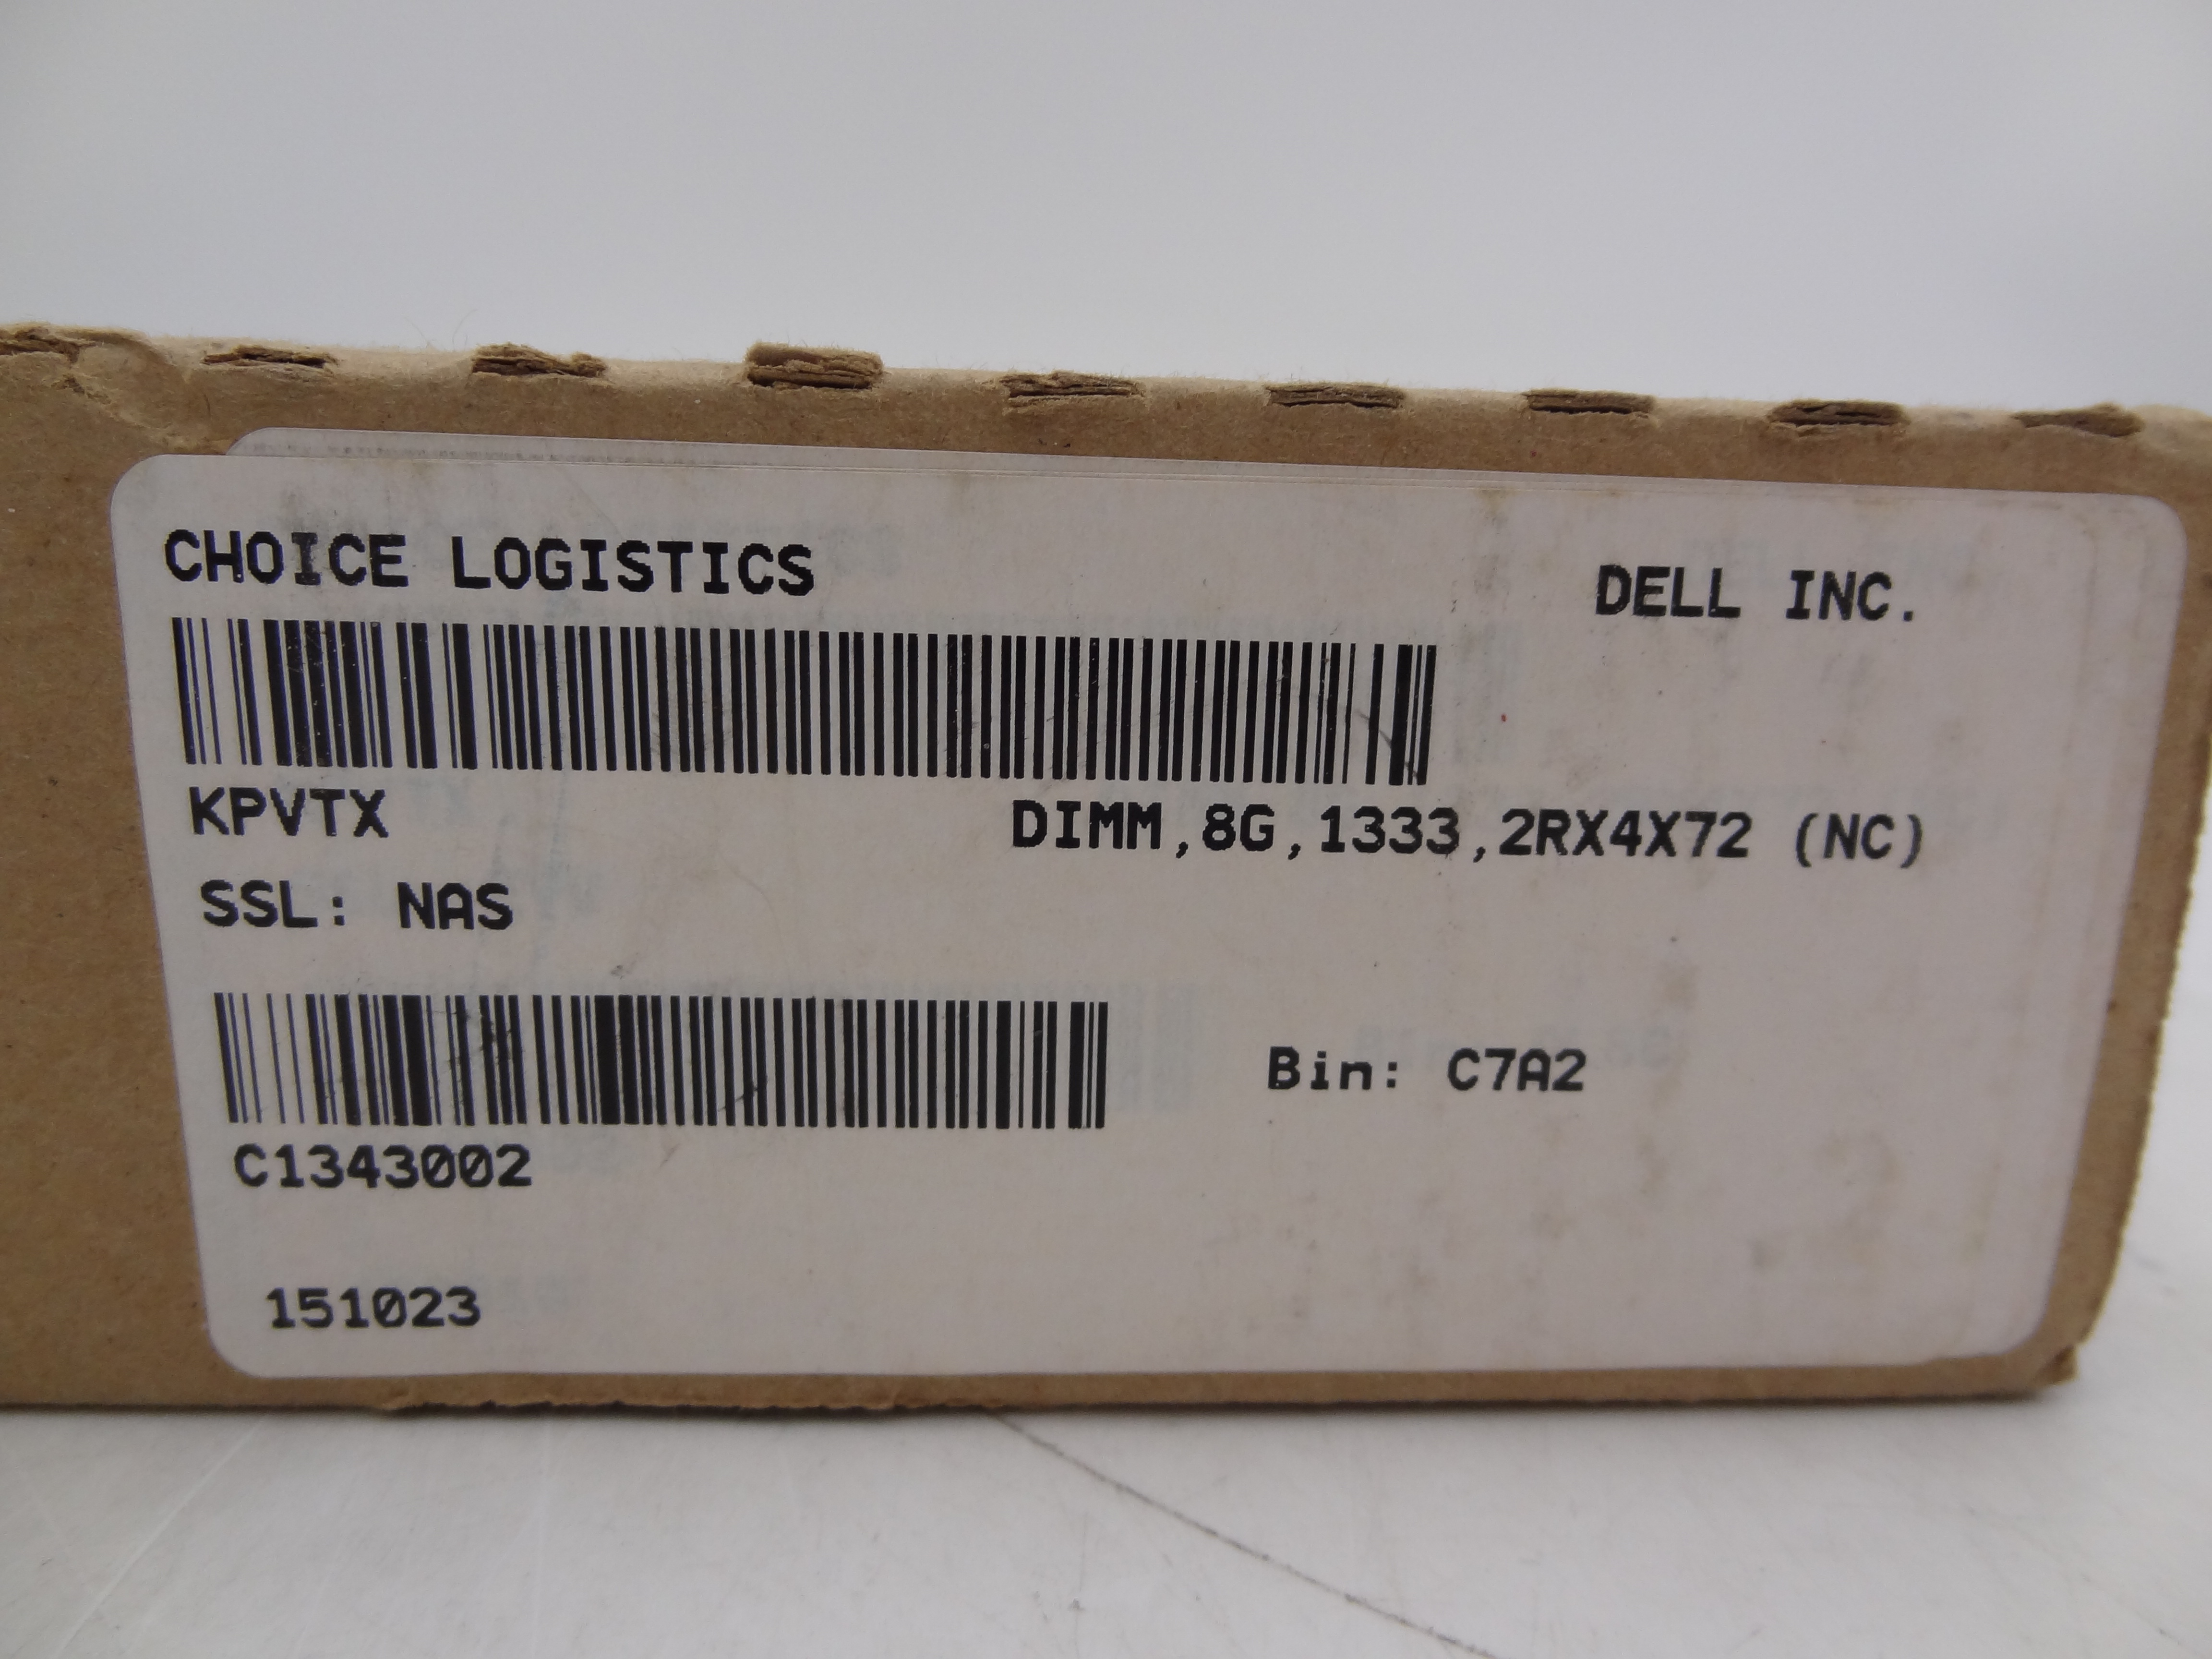 CHOICE LOGISTICS
DELL INC.
KPVTX
DIMM,8G,1333,2RX4X72 (NC)
SSL: NAS
Bin: C7A2
C1343002
151023